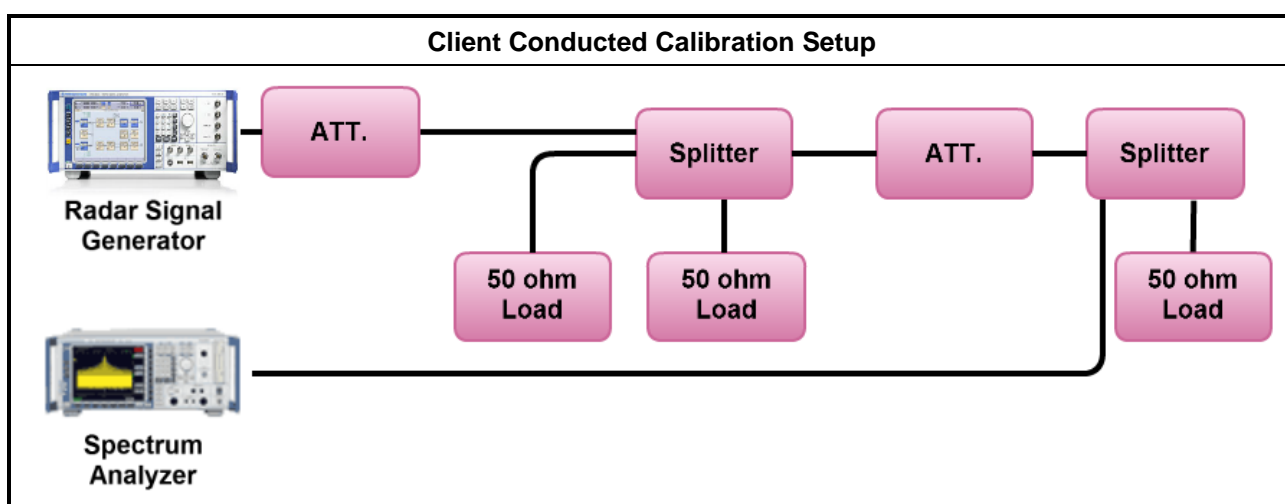 Client Conducted Calibration Setup
ATT.
Splitter
ATT.
Splitter
Radar Signal
Generator
50 ohm
Load
50 ohm
Load
50 ohm
Load
Spectrum
Analyzer